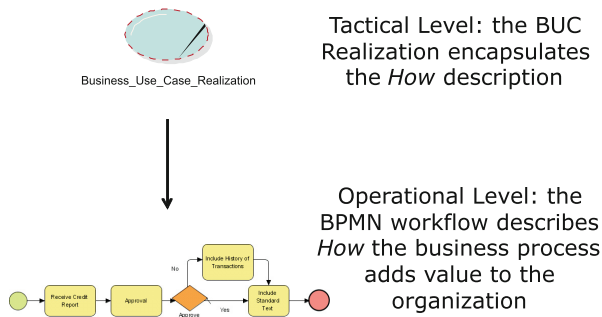 Tactical Level: the BUC
Realization encapsulates
the How description
Business_Use_Case_Realization
Operational Level: the
BPMN workflow describes
How the business process
adds value to the
organization
Include History of
Transactions
No
Receive Credit
Report
Approval
Approve
Yes
Include
Standard
Text